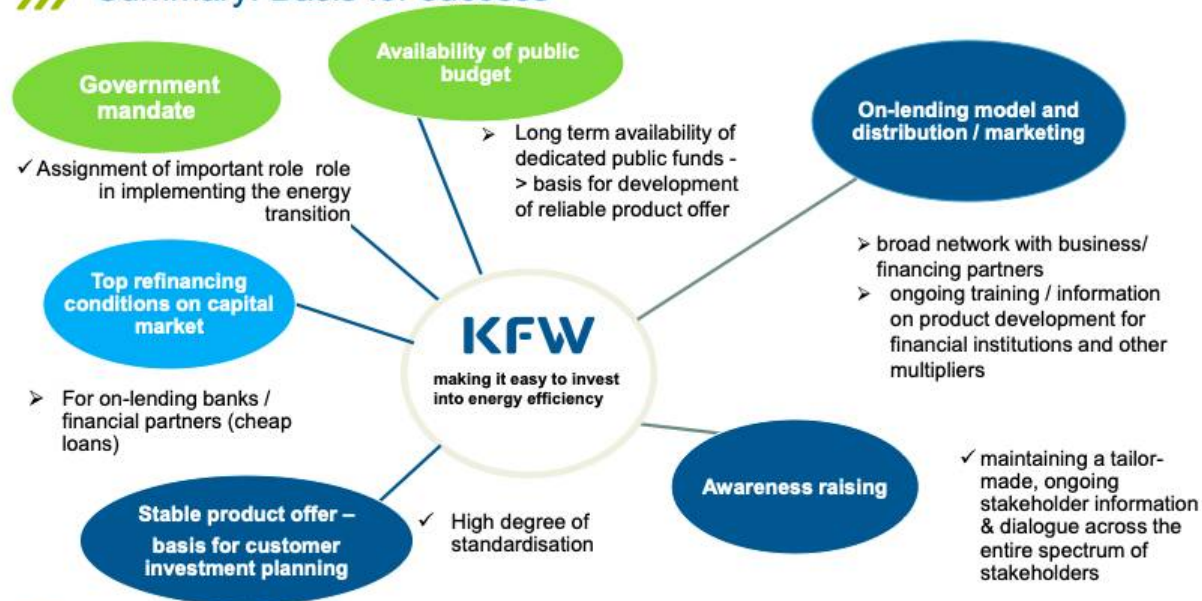 Summary: Basis for success
Government
mandate
✓ Assignment of important role role
in implementing the energy
transition
Availability of public
budget
➢ Long term availability of
dedicated public funds -
> basis for development
of reliable product offer
On-lending model and
distribution / marketing
➢ broad network with business/
financing partners
➢ ongoing training / information
on product development for
financial institutions and other
multipliers
Top refinancing
conditions on capital
market
➢ For on-lending banks /
financial partners (cheap
loans)
KFW
making it easy to invest
into energy efficiency
Stable product offer –
basis for customer
investment planning
✓ High degree of
standardisation
Awareness raising
✓ maintaining a tailor-
made, ongoing
stakeholder information
& dialogue across the
entire spectrum of
stakeholders